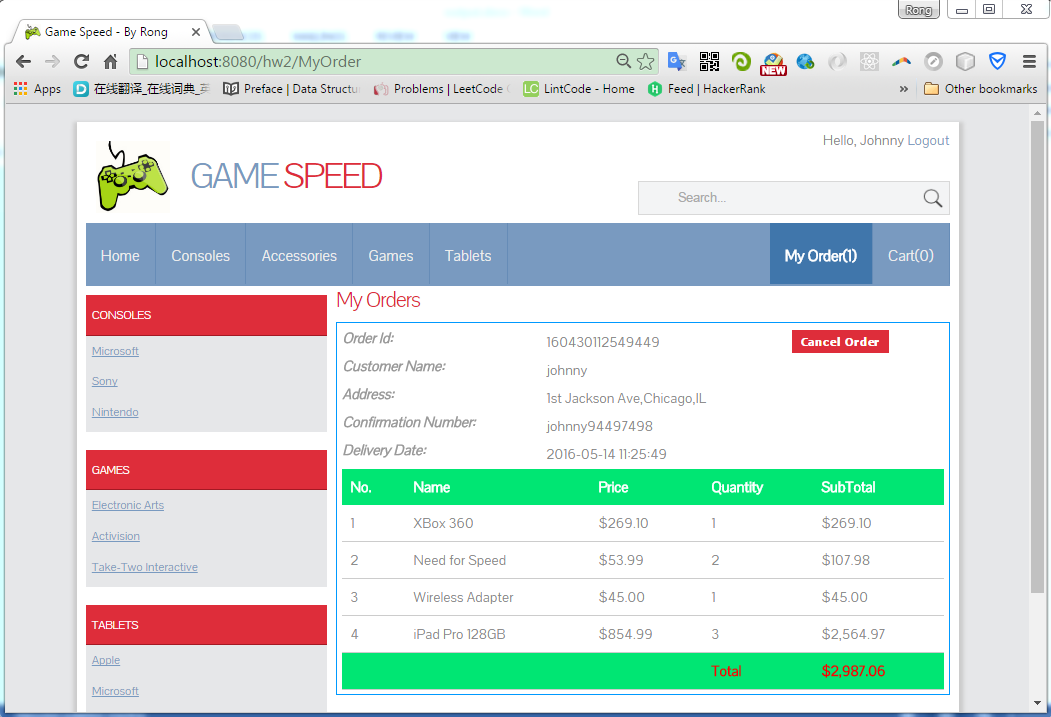 Rong
Game Speed - By Rong
localhost:8080/hw2/MyOrder
NEW
Apps
在线翻译_在线词典_英
Preface | Data Structu
Problems | LeetCode
LC LintCode - Home
Feed | HackerRank
»
Other bookmarks
Hello, Johnny Logout
GAME SPEED
Search...
Home Consoles Accessories Games Tablets My Order(1) Cart(0)
CONSOLES
Microsoft
Sony
Nintendo
GAMES
Electronic Arts
Activision
Take-Two Interactive
TABLETS
Apple
Microsoft
My Orders
Order Id: 160430112549449 Cancel Order
Customer Name: johnny
Address: 1st Jackson Ave,Chicago,IL
Confirmation Number: johnny94497498
Delivery Date: 2016-05-14 11:25:49
No. Name Price Quantity SubTotal
1 XBox 360 $269.10 1 $269.10
2 Need for Speed $53.99 2 $107.98
3 Wireless Adapter $45.00 1 $45.00
4 iPad Pro 128GB $854.99 3 $2,564.97
Total $2,987.06